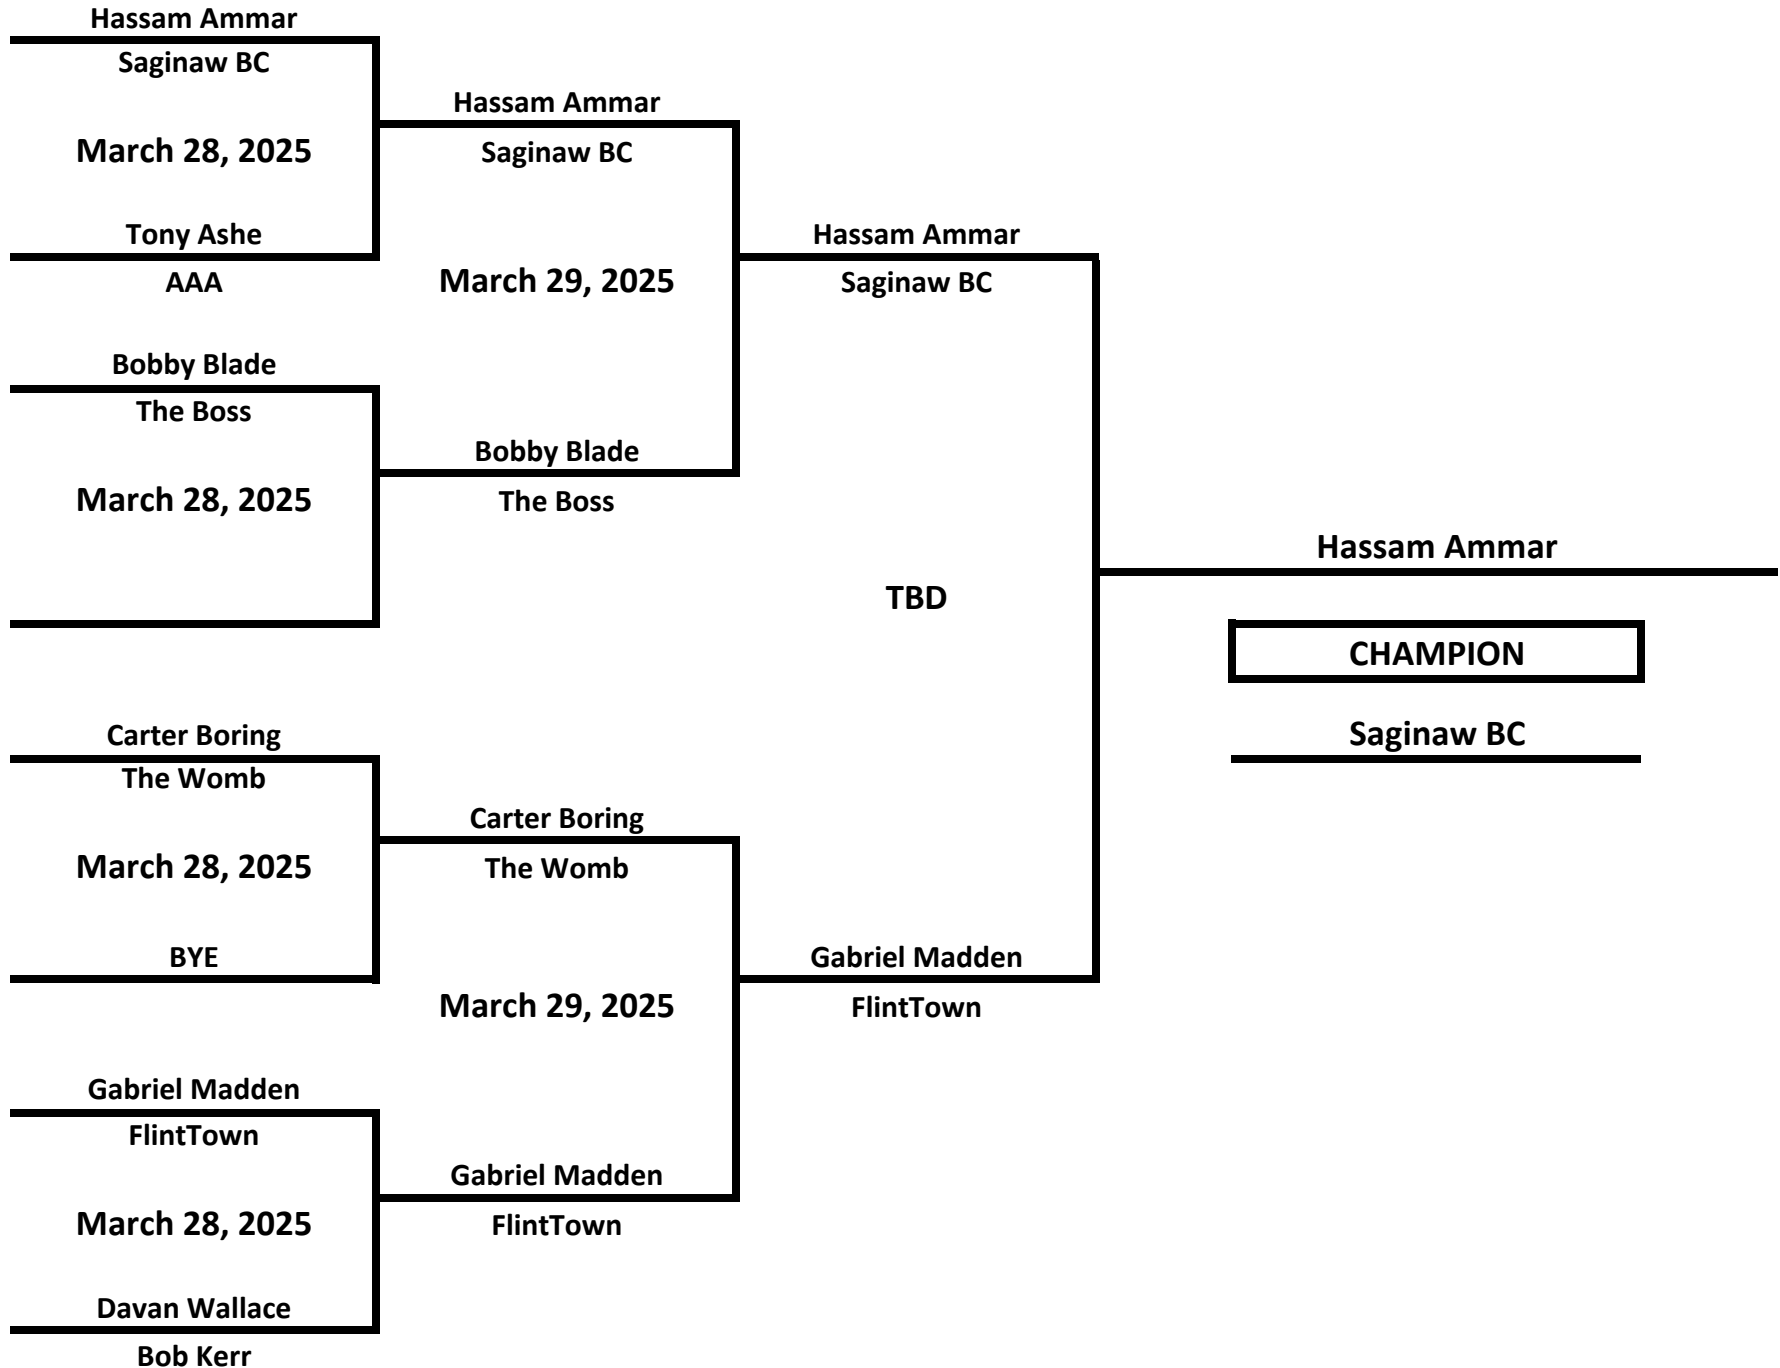 Hassam Ammar
Saginaw BC
March 28, 2025
Tony Ashe
AAA
Bobby Blade
The Boss
March 28, 2025
Carter Boring
The Womb
March 28, 2025
BYE
Gabriel Madden
FlintTown
March 28, 2025
Davan Wallace
Bob Kerr
Hassam Ammar
Saginaw BC
March 29, 2025
Bobby Blade
The Boss
Carter Boring
The Womb
March 29, 2025
Gabriel Madden
FlintTown
Hassam Ammar
Saginaw BC
TBD
Gabriel Madden
FlintTown
Hassam Ammar
CHAMPION
Saginaw BC